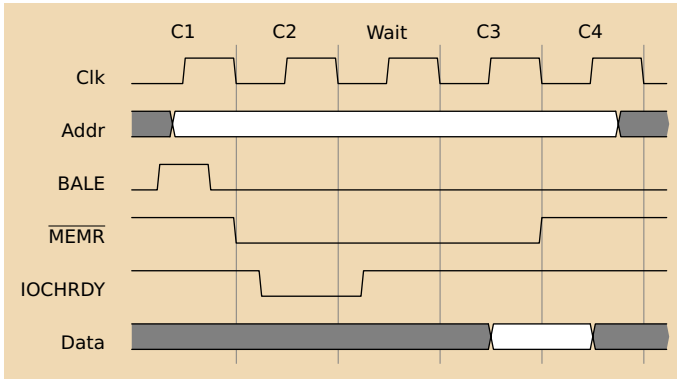 C1 C2 Wait C3 C4
Clk
Addr
BALE
MEMR
IOCHRDY
Data